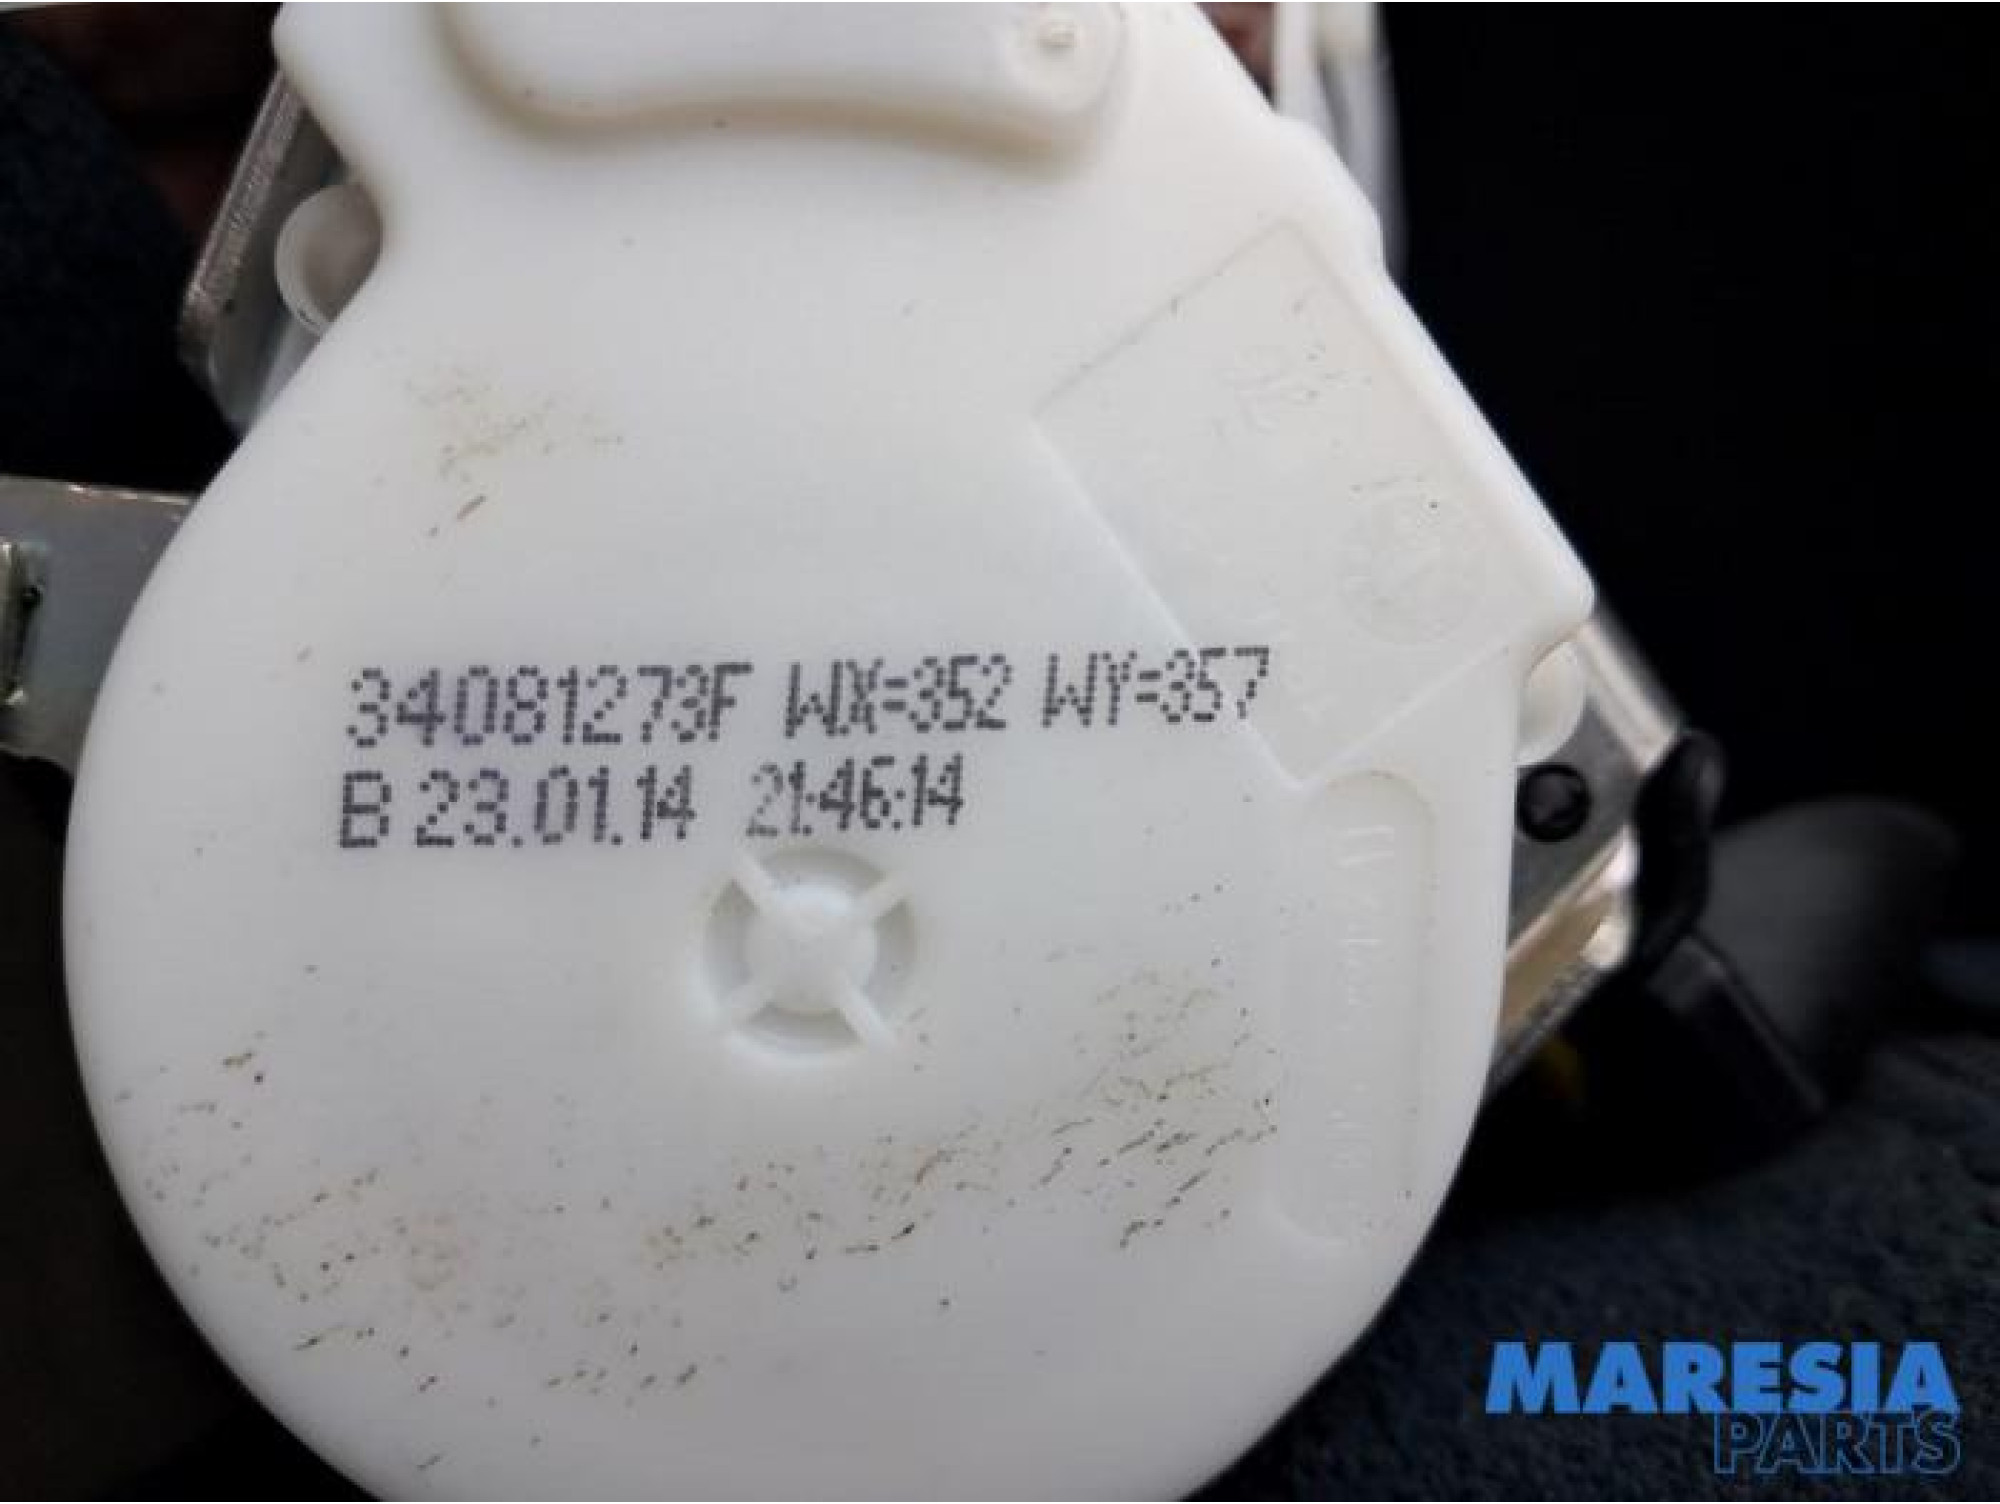 34081273F WX=352 WY=357
B 23.01.14 21:46:14
MARESIA
PARTS